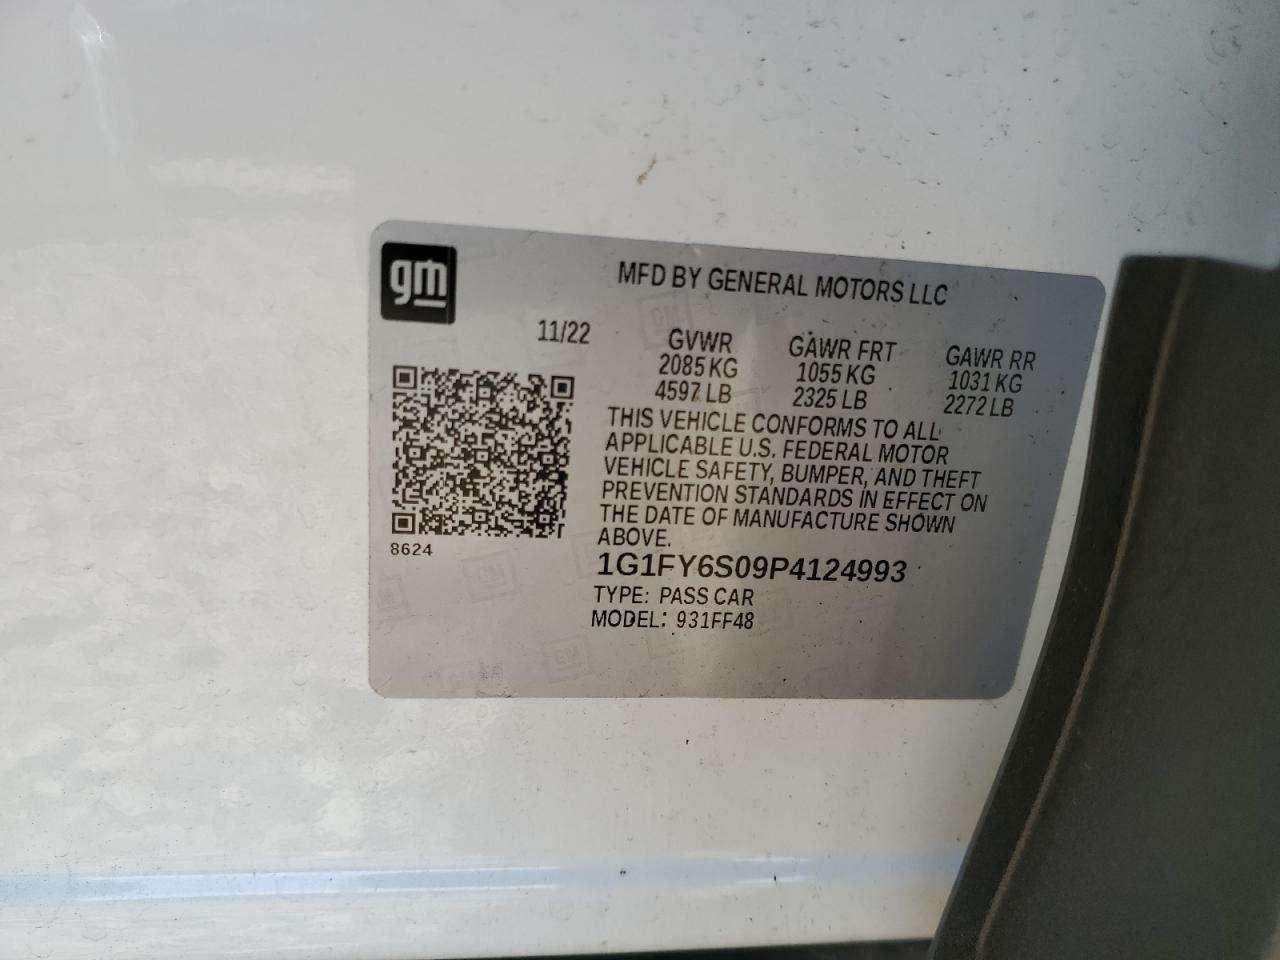 gm
MFD BY GENERAL MOTORS LLC
11/22 GVWR GAWR FRT GAWR RR
2085 KG 1055 KG 1031 KG
4597 LB 2325 LB 2272 LB
THIS VEHICLE CONFORMS TO ALL
APPLICABLE U.S. FEDERAL MOTOR
VEHICLE SAFETY, BUMPER, AND THEFT
PREVENTION STANDARDS IN EFFECT ON
THE DATE OF MANUFACTURE SHOWN
ABOVE.
8624
1G1FY6S09P4124993
TYPE: PASS CAR
MODEL: 931FF48